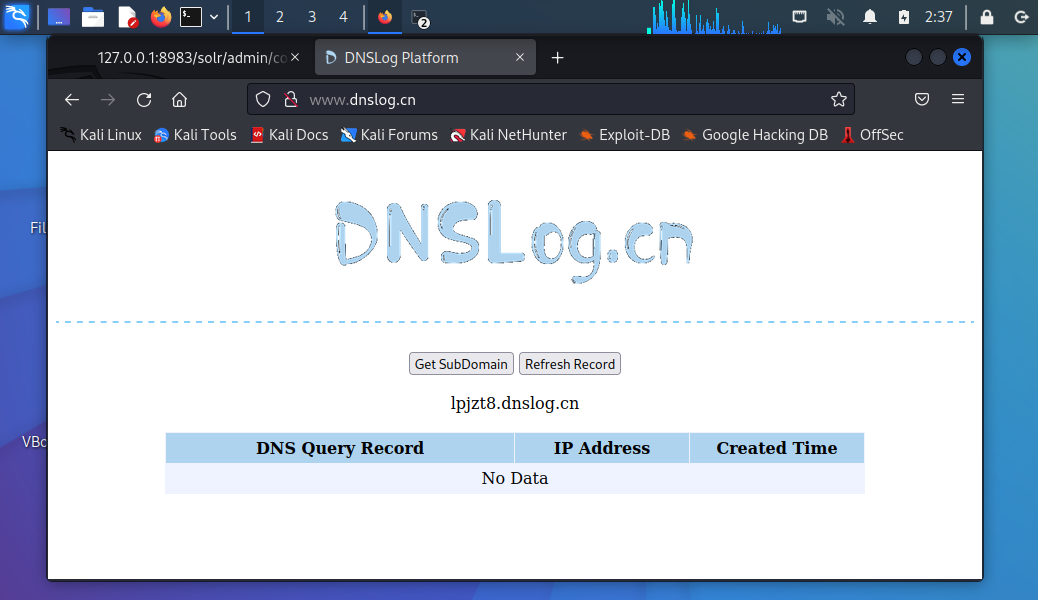 1 2 3 4 2 2:37
127.0.0.1:8983/solr/admin/co DNSLog Platform
www.dnslog.cn
Kali Linux Kali Tools Kali Docs Kali Forums Kali NetHunter Exploit-DB Google Hacking DB OffSec
DNSLog.cn
Fil
Get SubDomain Refresh Record
lpjzt8.dnslog.cn
VBo
DNS Query Record IP Address Created Time
No Data